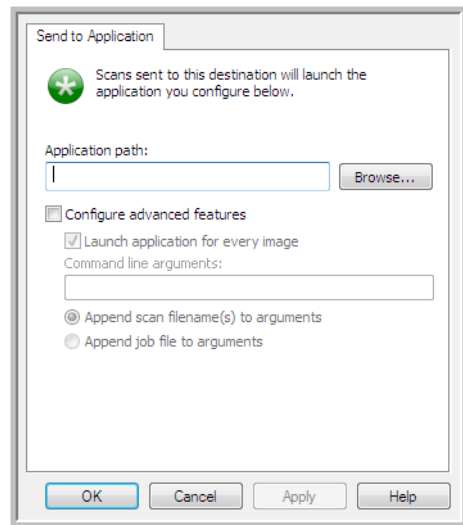 Send to Application
Scans sent to this destination will launch the
application you configure below.
Application path:
Browse...
Configure advanced features
Launch application for every image
Command line arguments:
Append scan filename(s) to arguments
Append job file to arguments
OK Cancel Apply Help